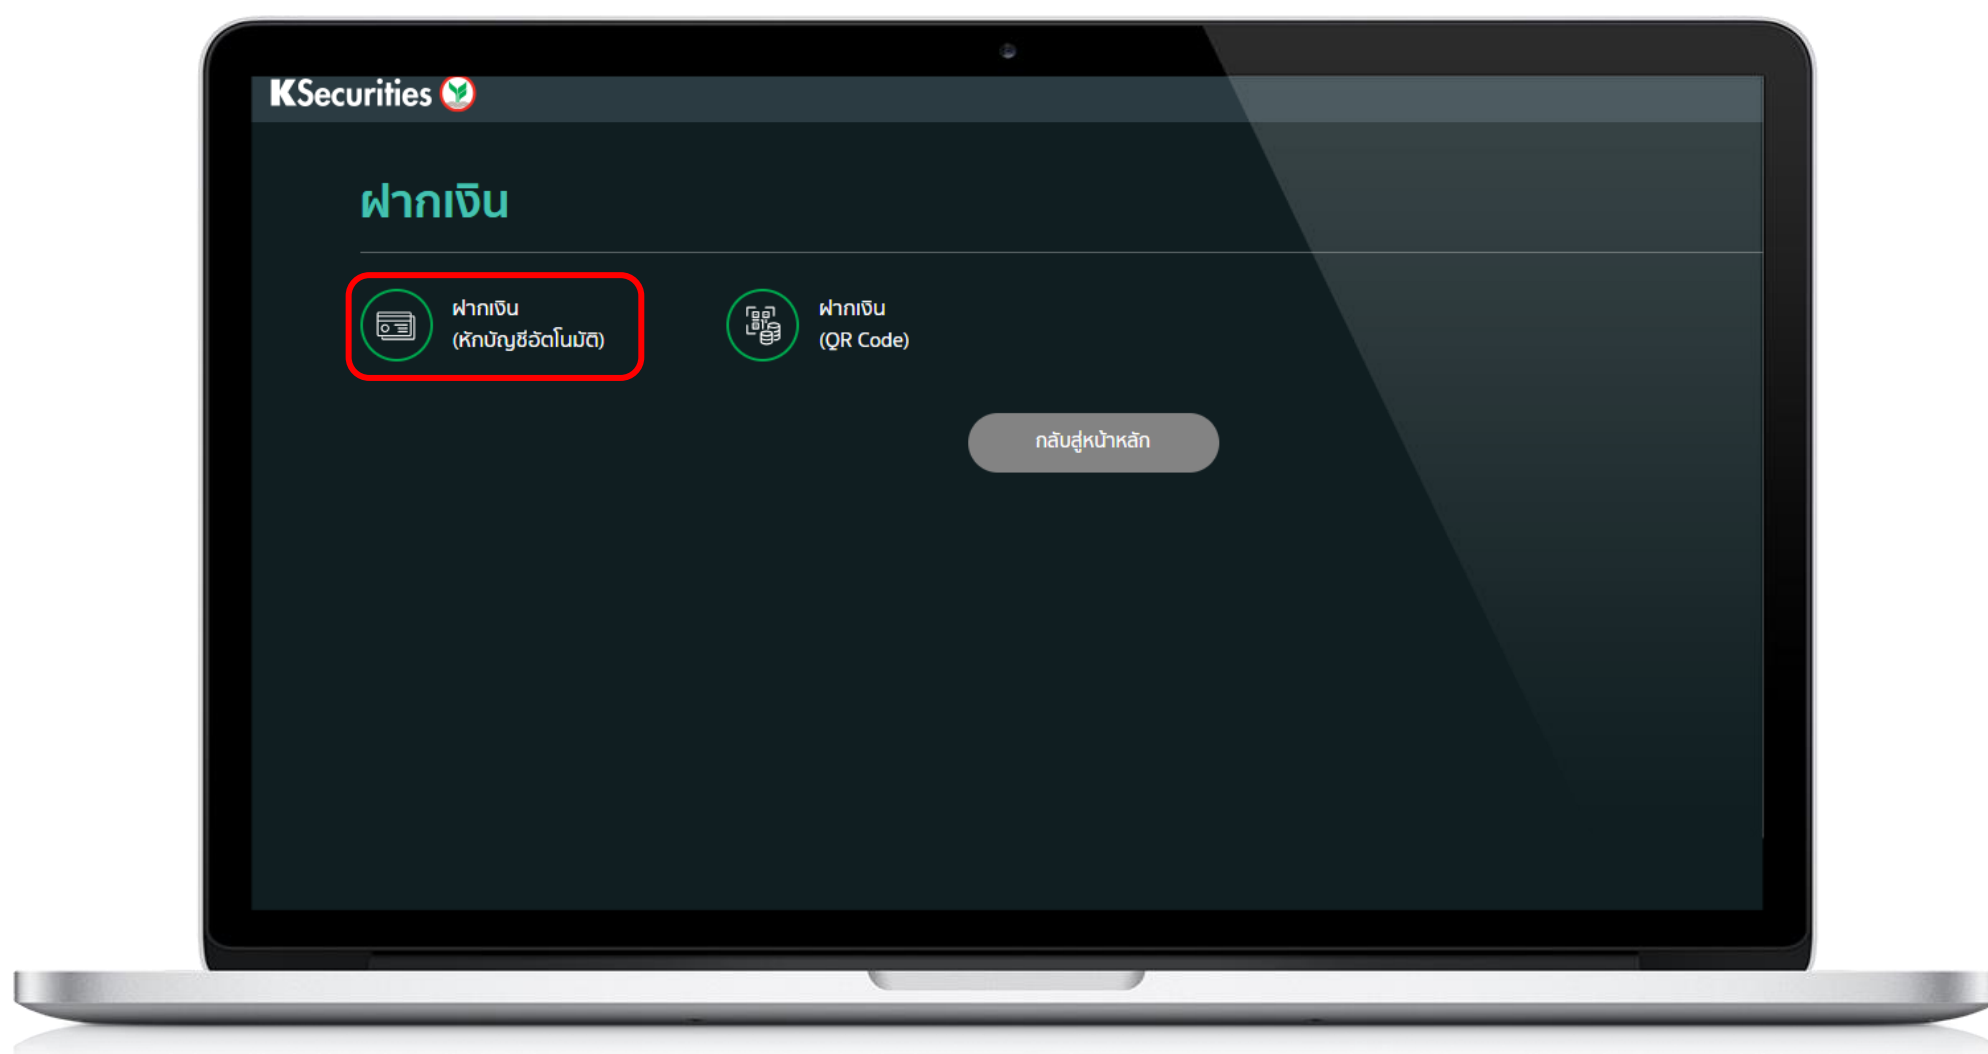 KSecurities
ฝากเงิน
ฝากเงิน
(หักบัญชีอัตโนมัติ)
ฝากเงิน
(QR Code)
กลับสู่หน้าหลัก